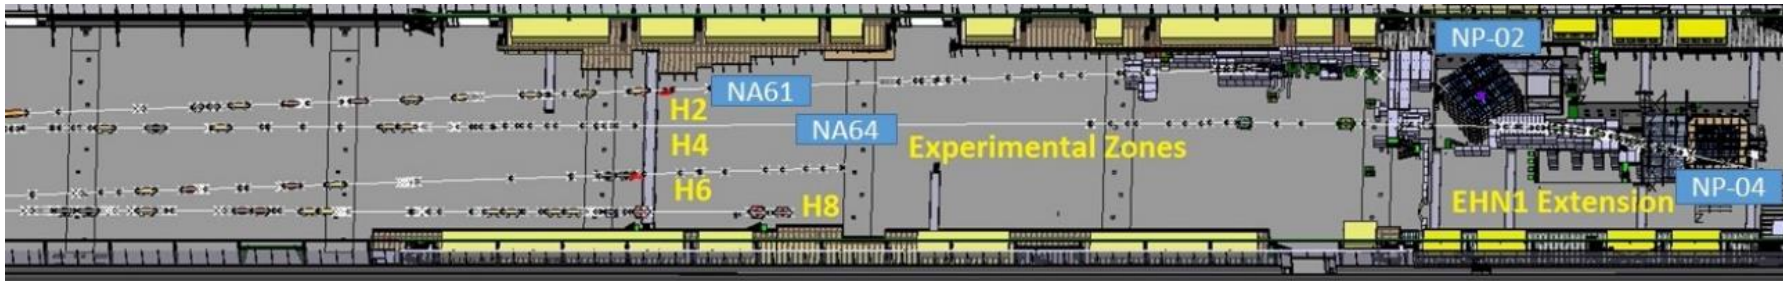 NP-02
NA61
H2
NA64
H4
Experimental Zones
H6
NP-04
H8
EHN1 Extension